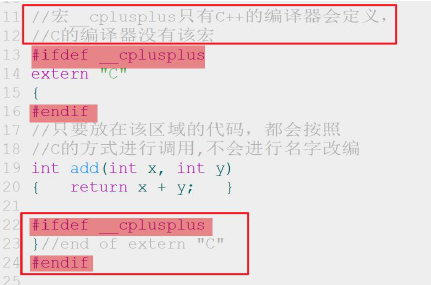 11 //宏__cplusplus只有C++的编译器会定义,
12 //C的编译器没有该宏
13 #ifdef __cplusplus
14 extern "C"
15 {
16 #endif
17 //只要放在该区域的代码，都会按照
18 //C的方式进行调用,不会进行名字改编
19 int add(int x, int y)
20 {   return x + y;   }
21
22 #ifdef __cplusplus
23 }//end of extern "C"
24 #endif
25